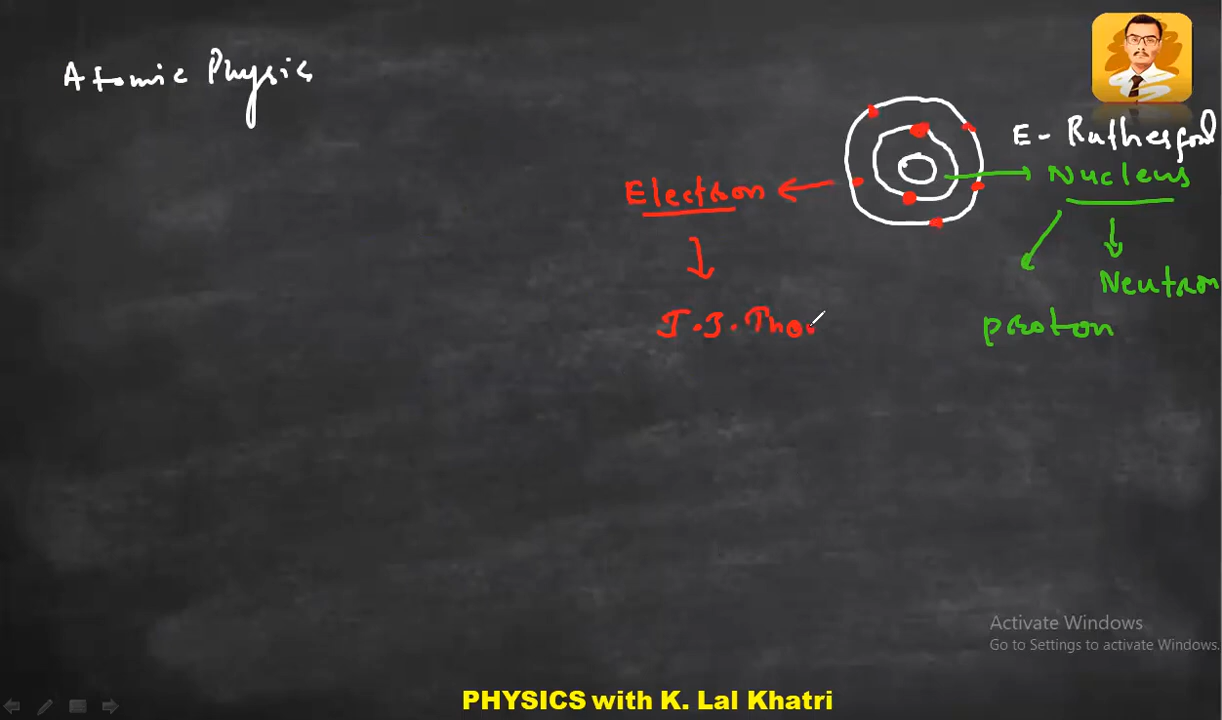 Atomic Physics
E- Rutherford
Nucleus
Electron
Neutron
J.J.Tho
proton
Activate Windows
Go to Settings to activate Windows.
PHYSICS with K. Lal Khatri